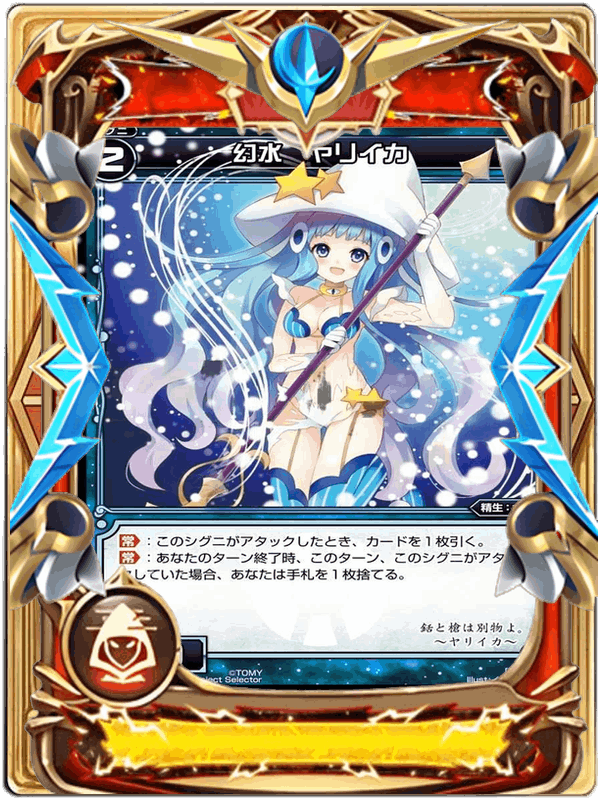 2
幻水 ヤリイカ
精生:
常:このシグニがアタックしたとき、カードを1枚引く。
常:あなたのターン終了時、このターン、このシグニがアタ
していた場合、あなたは手札を1枚捨てる。
銛と槍は別物よ。
～ヤリイカ～
©TOMY
Selector
Illust.